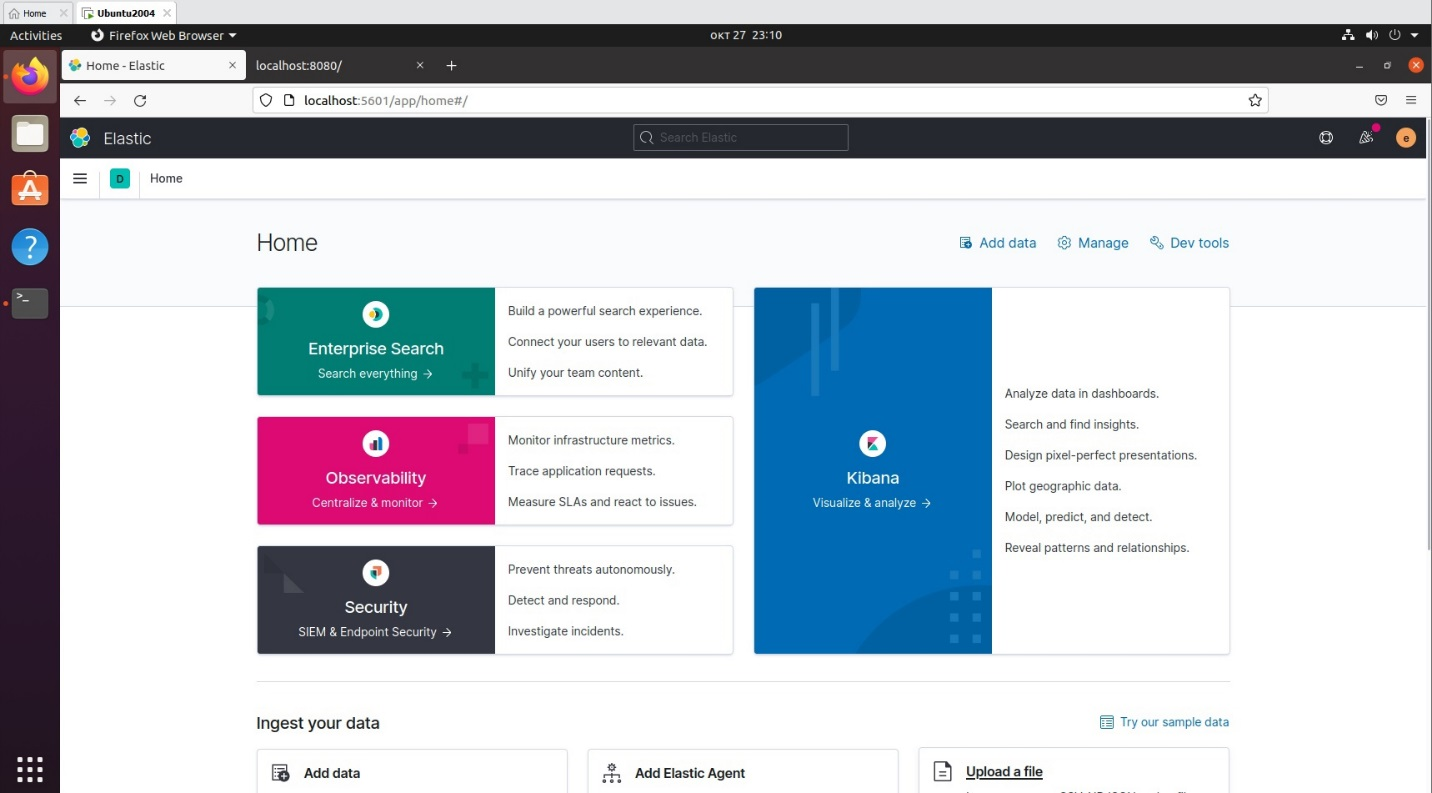 Home
Ubuntu2004
Activities
Firefox Web Browser
окт 27 23:10
Home - Elastic
localhost:8080/
localhost:5601/app/home#/
Elastic
Search Elastic
e
D
Home
Home
Add data
Manage
Dev tools
Enterprise Search
Search everything →
Build a powerful search experience.
Connect your users to relevant data.
Unify your team content.
Observability
Centralize & monitor →
Monitor infrastructure metrics.
Trace application requests.
Measure SLAs and react to issues.
Security
SIEM & Endpoint Security →
Prevent threats autonomously.
Detect and respond.
Investigate incidents.
Kibana
Visualize & analyze →
Analyze data in dashboards.
Search and find insights.
Design pixel-perfect presentations.
Plot geographic data.
Model, predict, and detect.
Reveal patterns and relationships.
Ingest your data
Try our sample data
Add data
Add Elastic Agent
Upload a file